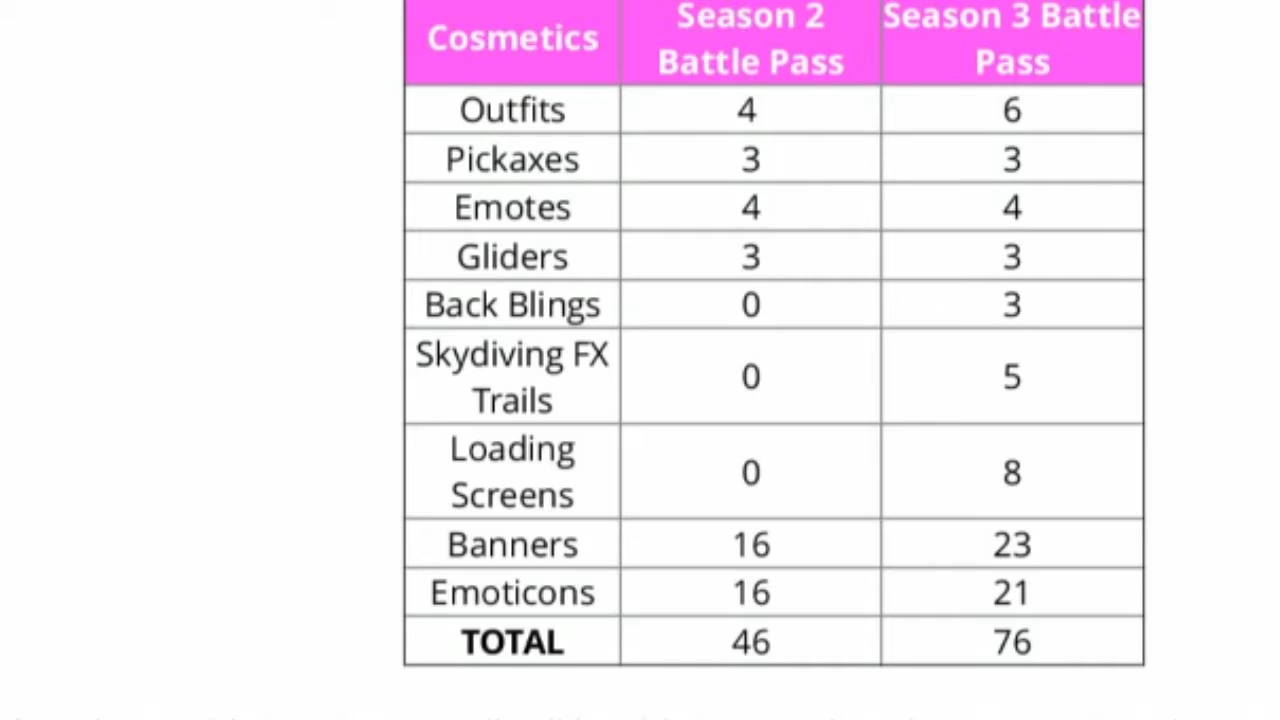 Cosmetics Season 2 Battle Pass Season 3 Battle Pass
Outfits 4 6
Pickaxes 3 3
Emotes 4 4
Gliders 3 3
Back Blings 0 3
Skydiving FX Trails 0 5
Loading Screens 0 8
Banners 16 23
Emoticons 16 21
TOTAL 46 76